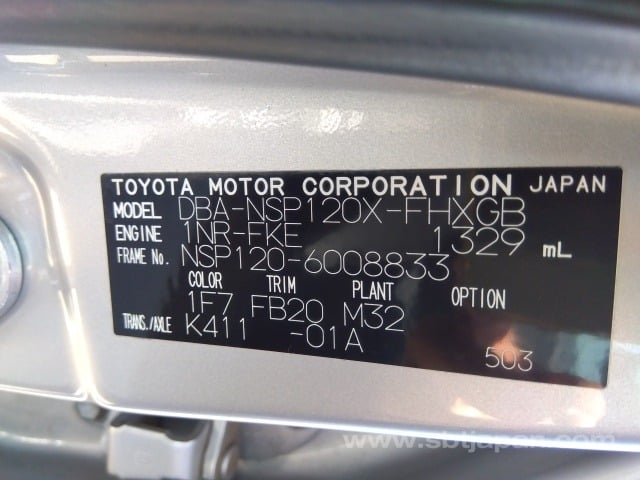 TOYOTA MOTOR CORPORATION JAPAN
MODEL DBA-NSP120X-FHXGB
ENGINE 1NR-FKE 1329 mL
FRAME No. NSP120-6008833
COLOR TRIM PLANT OPTION
1F7 FB20 M32
TRANS./AXLE K411 -01A
503
www.sbtjapan.com